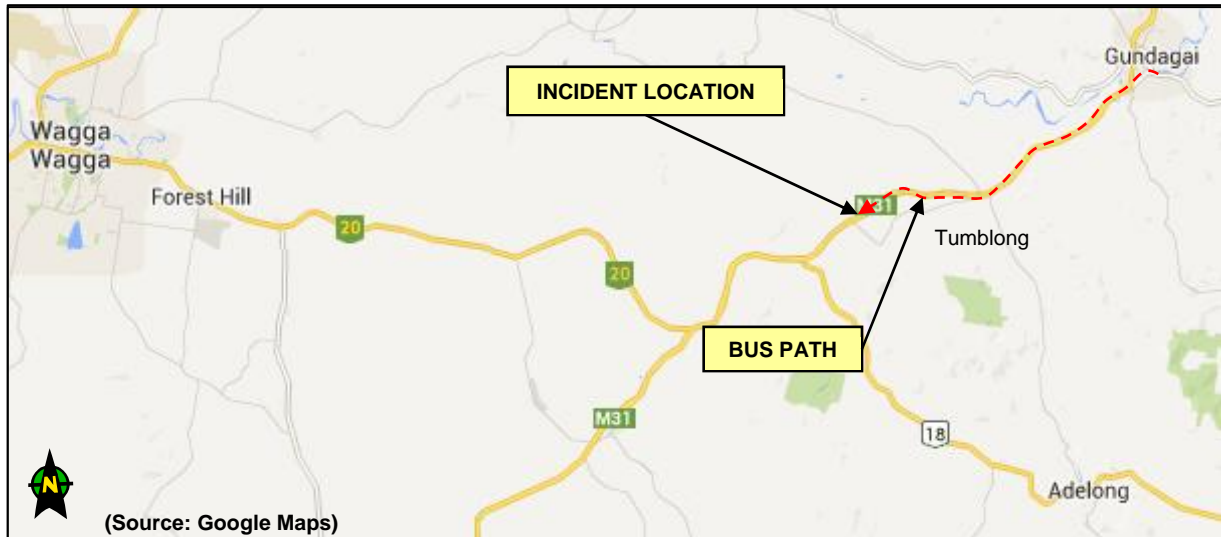 Gundagai
INCIDENT LOCATION
Wagga
Wagga
Forest Hill
M31
20
Tumblong
20
BUS PATH
M31
18
Adelong
N
(Source: Google Maps)